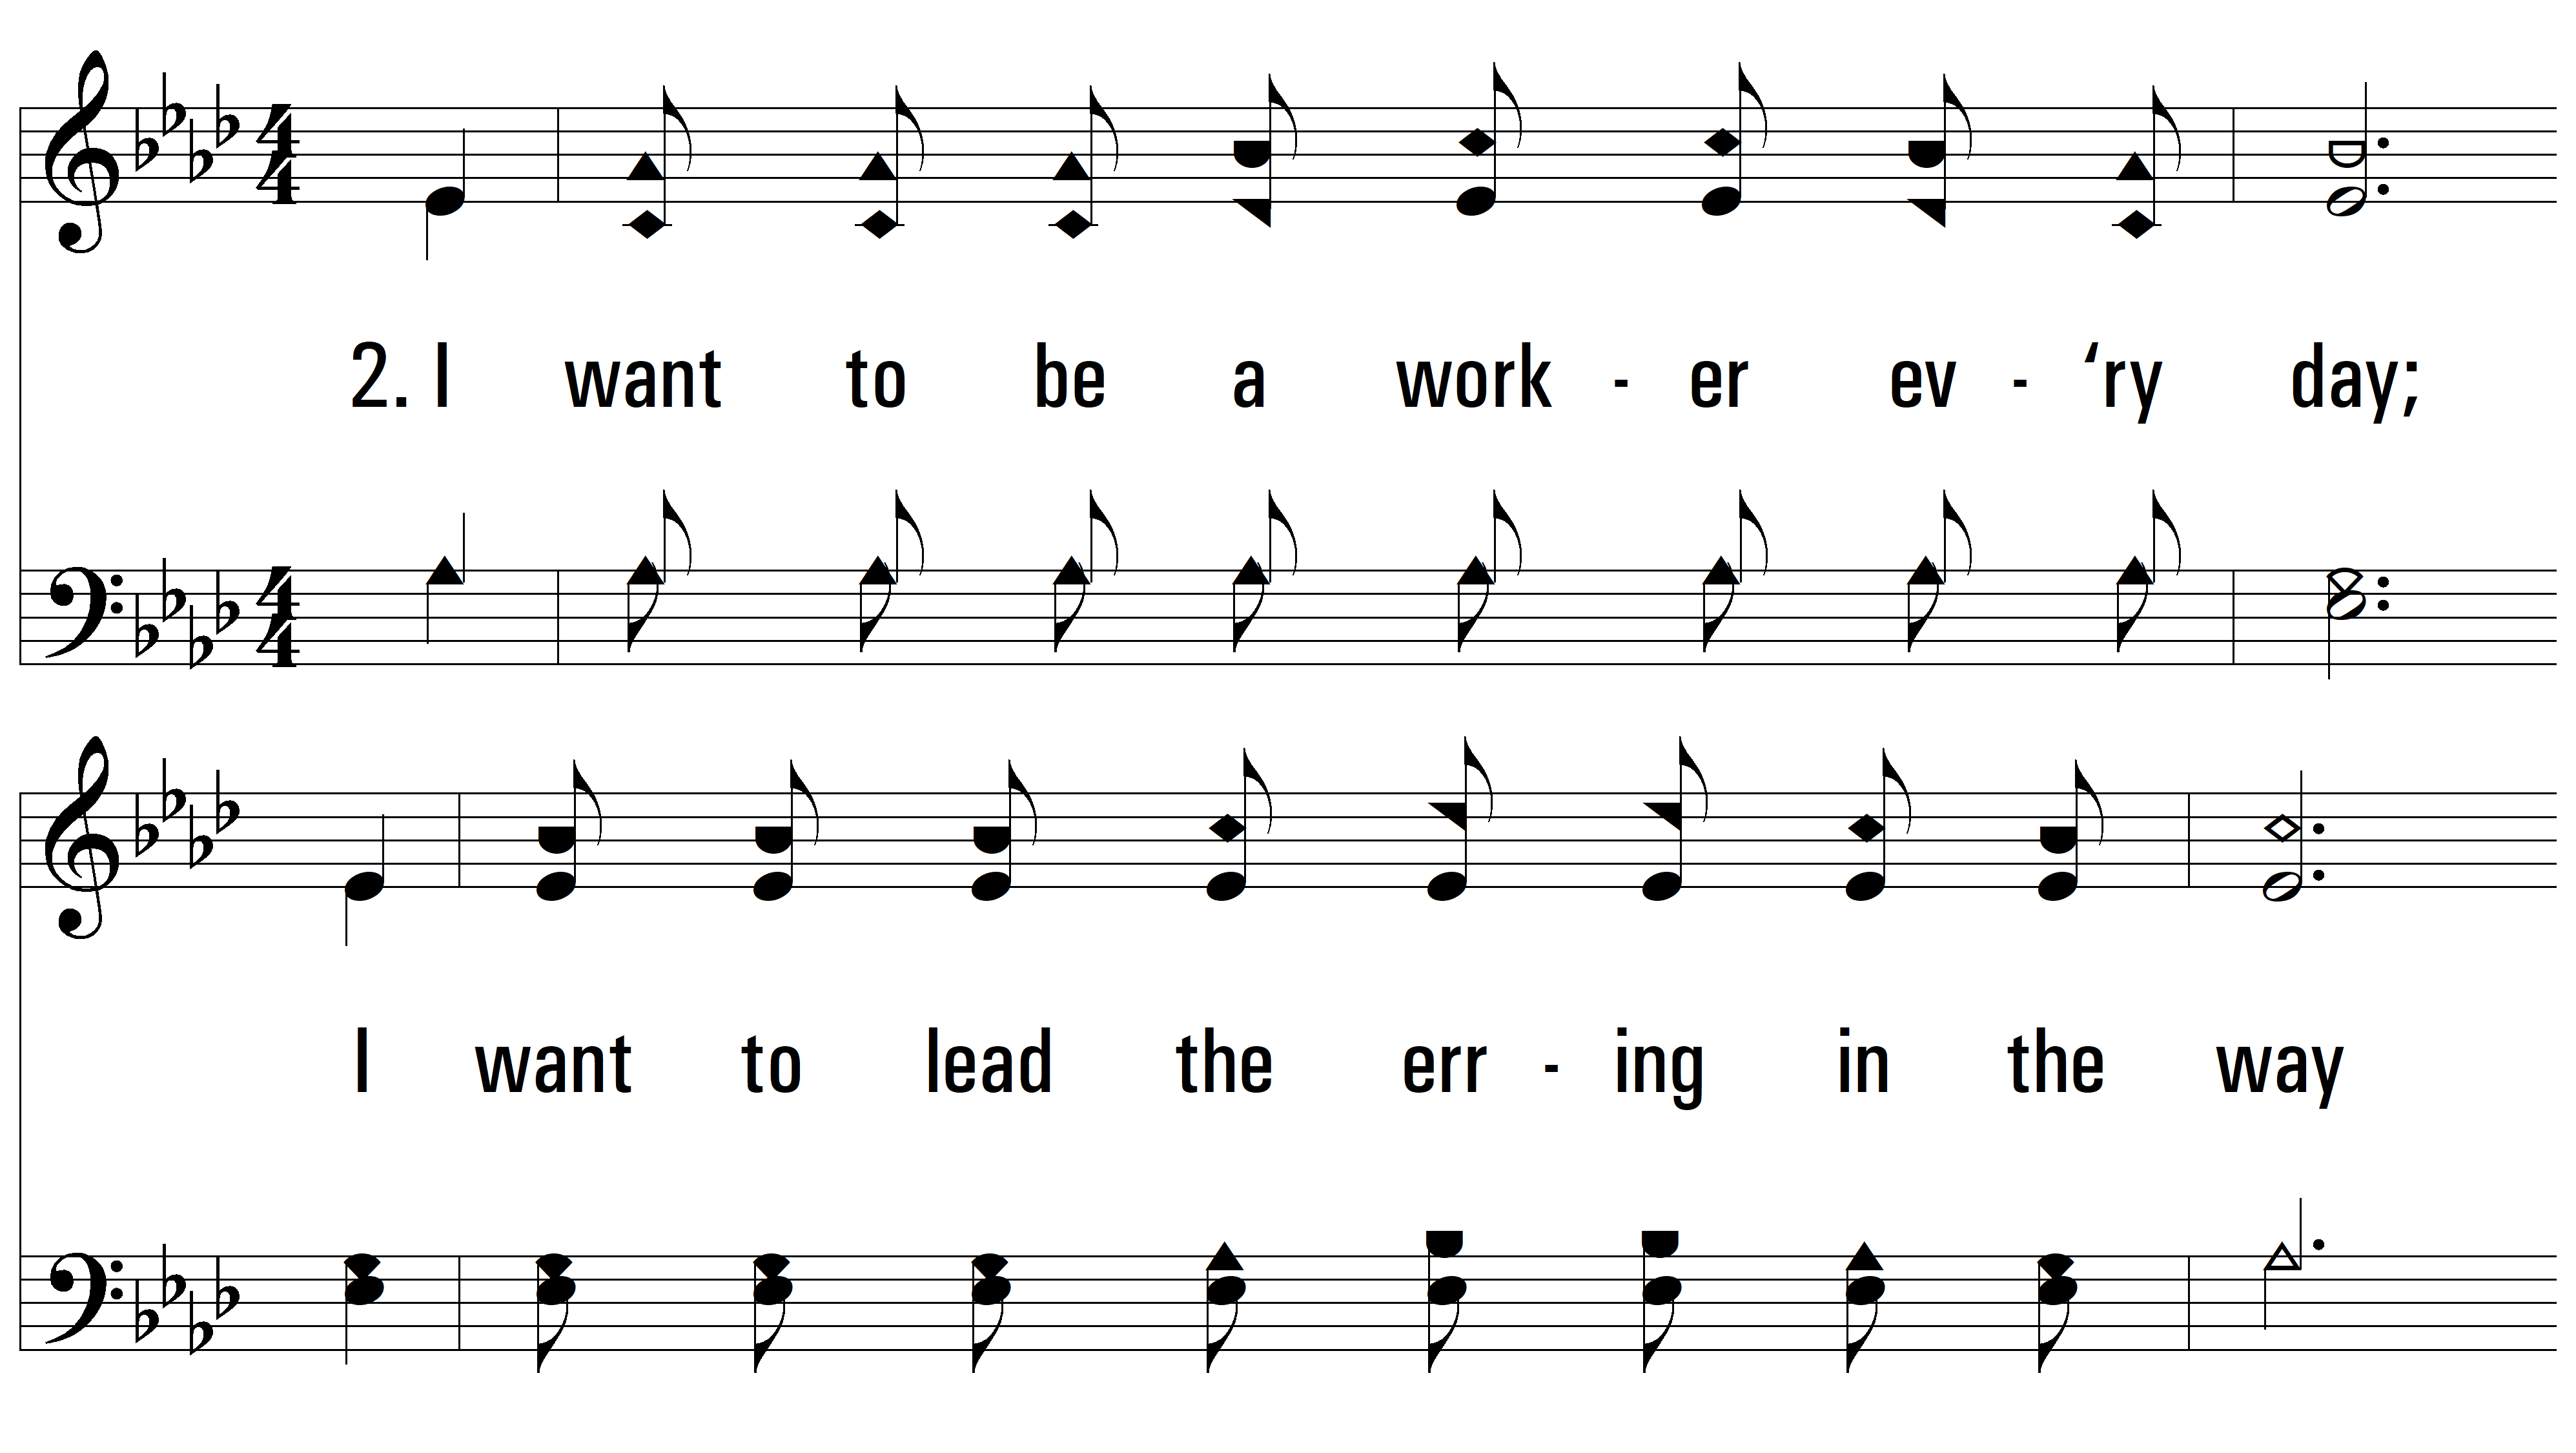 2. I want to be a work - er ev - ‘ry day;
I want to lead the err - ing in the way